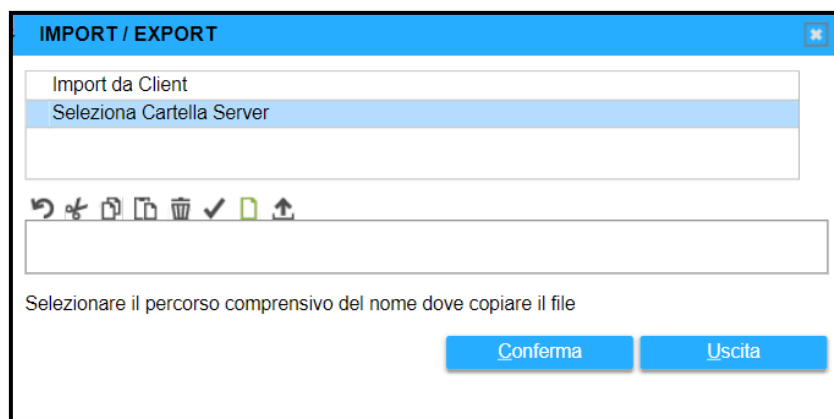 IMPORT / EXPORT
Import da Client
Seleziona Cartella Server
Selezionare il percorso comprensivo del nome dove copiare il file
Conferma
Uscita